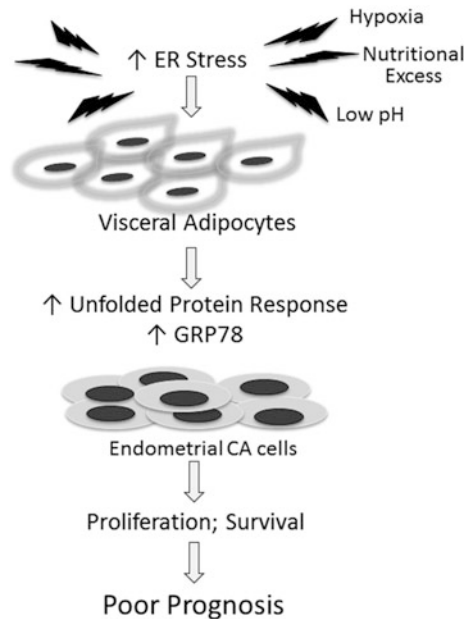 Hypoxia
↑ ER Stress
Nutritional
Excess
Low pH
Visceral Adipocytes
↑ Unfolded Protein Response
↑ GRP78
Endometrial CA cells
Proliferation; Survival
Poor Prognosis